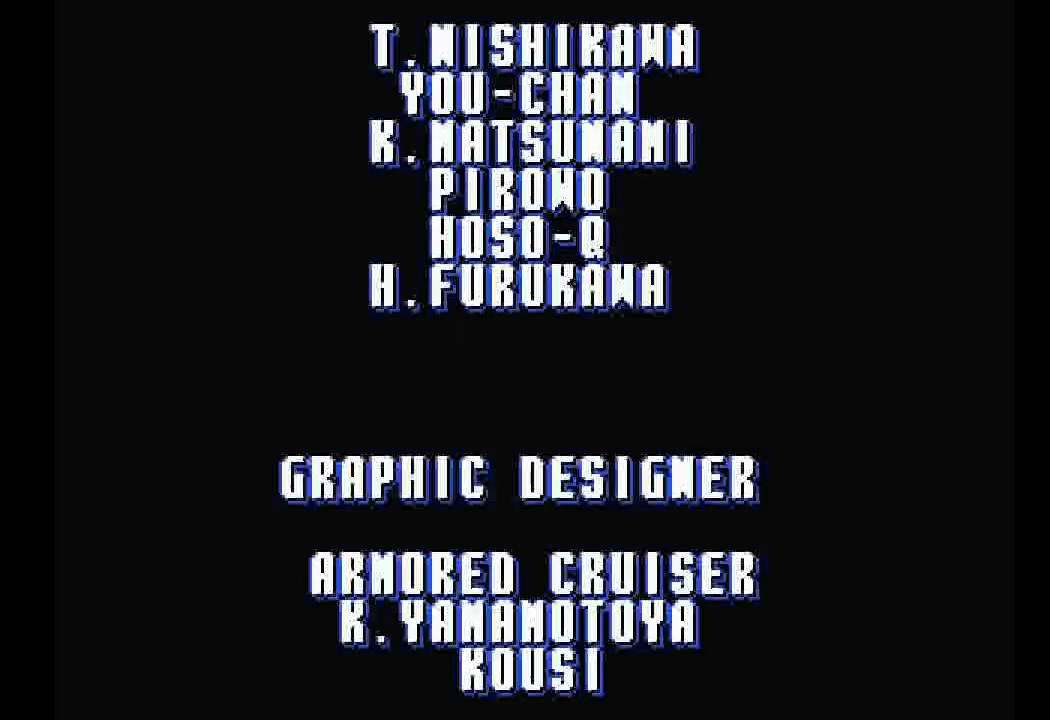 T.NISHIKAWA
YOU-CHAN
K.MATSUNAMI
PIROWO
HOSO-Q
H.FURUKAWA
GRAPHIC DESIGNER
ARMORED CRUISER
K.YAMAMOTOYA
KOUSI